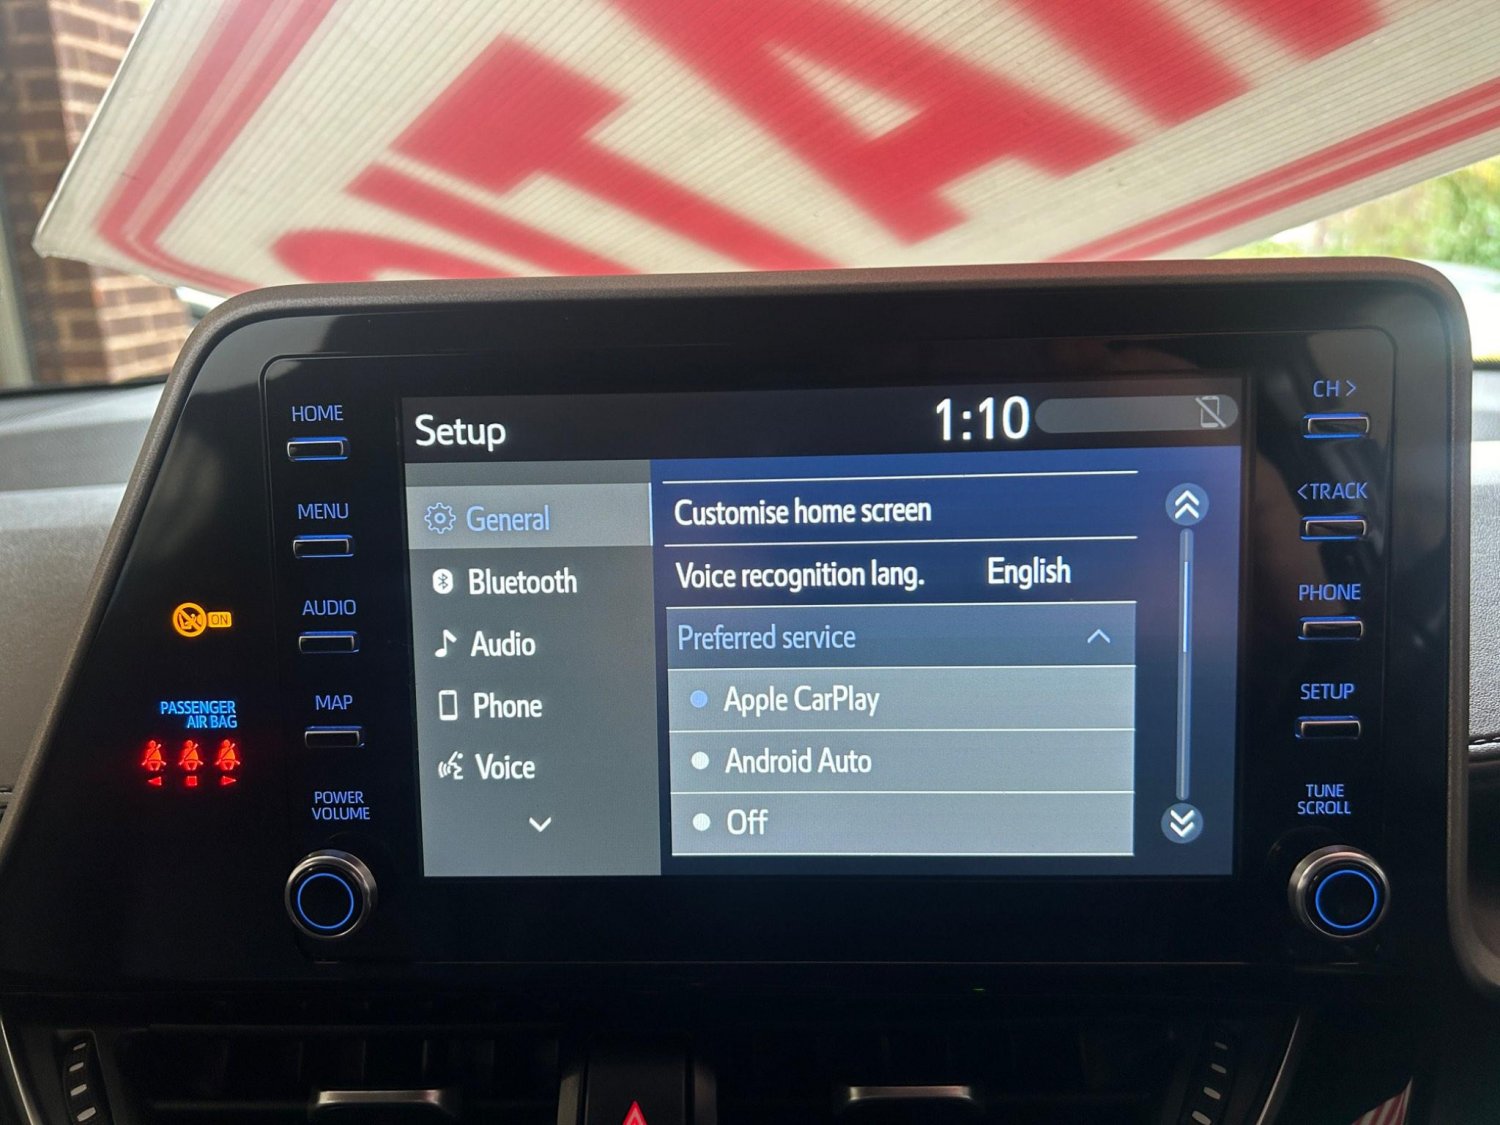 STAR
HOME
MENU
AUDIO
MAP
POWER
VOLUME
ON
PASSENGER
AIR BAG
Setup
1:10
General
Bluetooth
Audio
Phone
Voice
Customise home screen
Voice recognition lang. English
Preferred service
Apple CarPlay
Android Auto
Off
CH >
< TRACK
PHONE
SETUP
TUNE
SCROLL